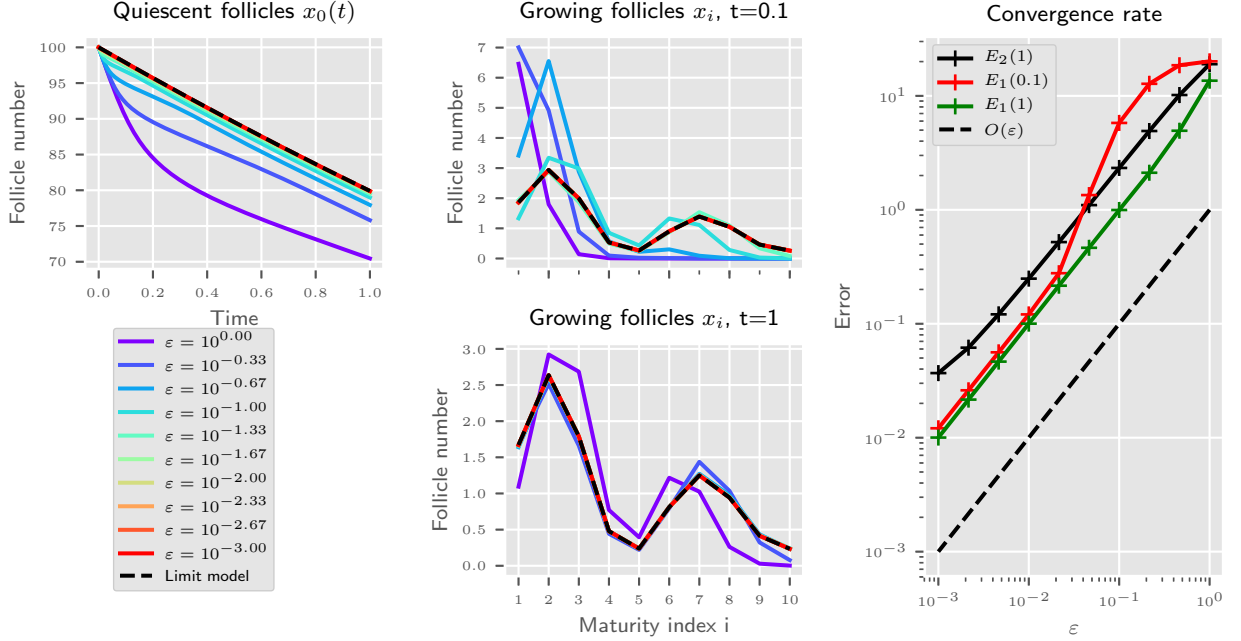 Quiescent follicles x₀(t)
Follicle number
100
95
90
85
80
75
70
0.0 0.2 0.4 0.6 0.8 1.0
Time
ε = 10^0.00
ε = 10^−0.33
ε = 10^−0.67
ε = 10^−1.00
ε = 10^−1.33
ε = 10^−1.67
ε = 10^−2.00
ε = 10^−2.33
ε = 10^−2.67
ε = 10^−3.00
Limit model
Growing follicles xᵢ, t=0.1
Follicle number
7
6
5
4
3
2
1
0
Growing follicles xᵢ, t=1
Follicle number
3.0
2.5
2.0
1.5
1.0
0.5
0.0
1 2 3 4 5 6 7 8 9 10
Maturity index i
Convergence rate
E₂(1)
E₁(0.1)
E₁(1)
O(ε)
Error
10^1
10^0
10^−1
10^−2
10^−3
10^−3 10^−2 10^−1 10^0
ε